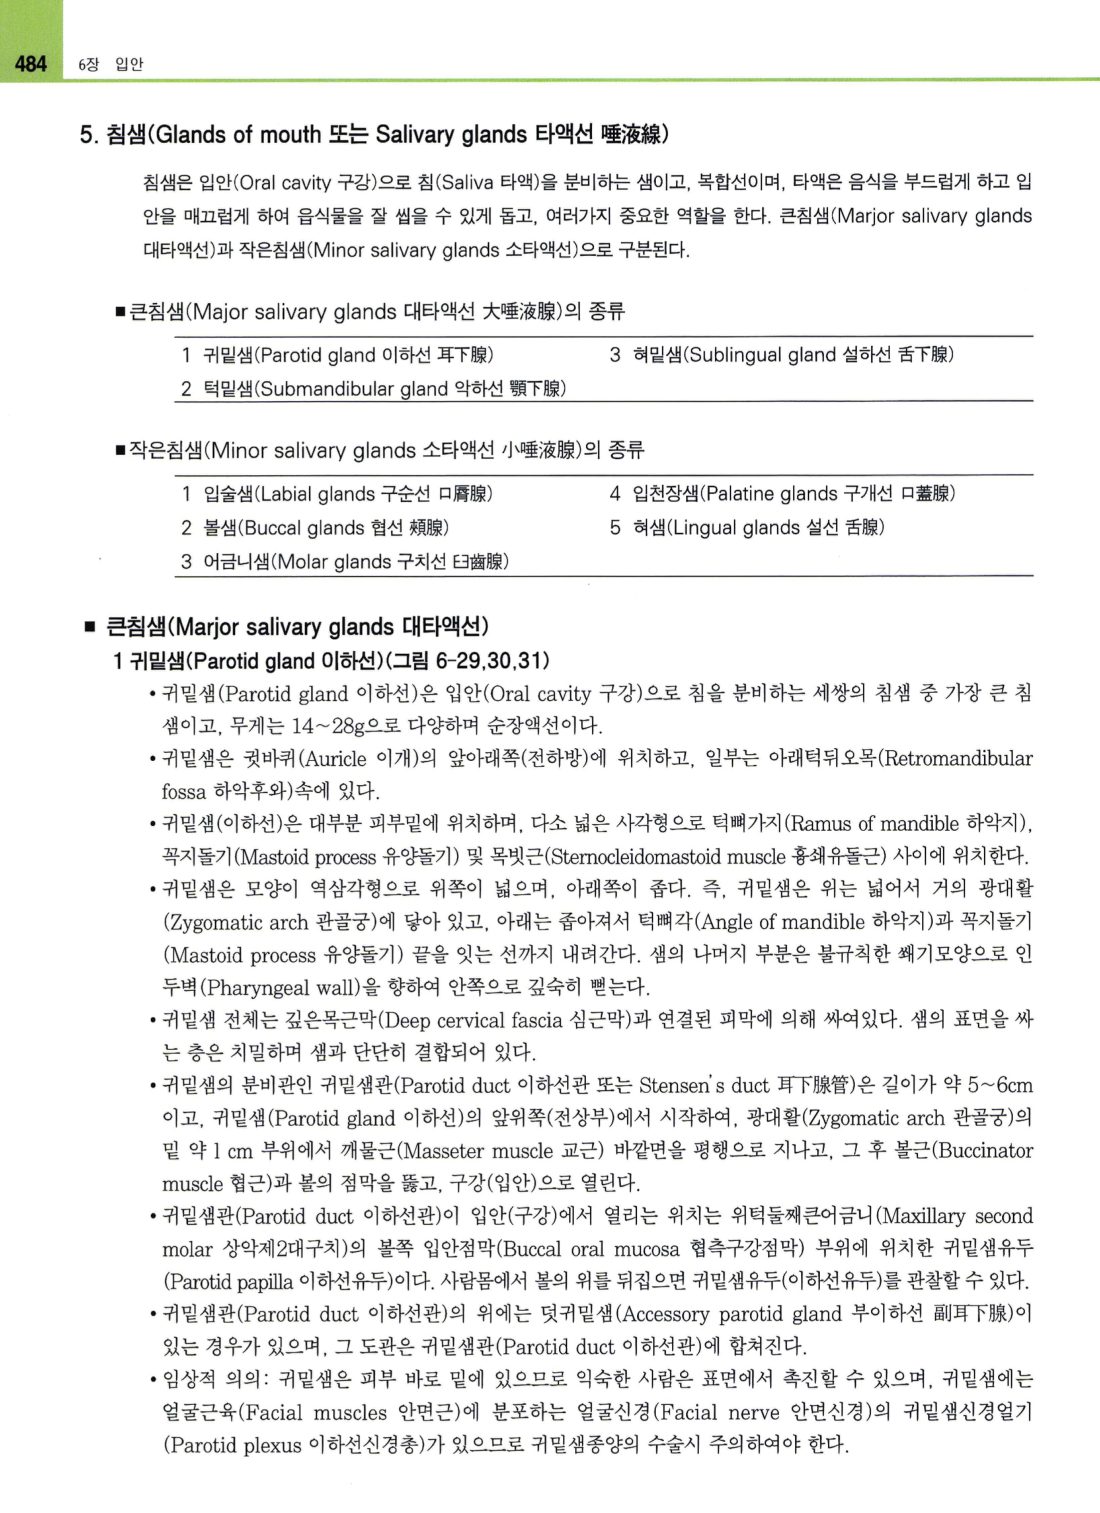 484 6장 입안
5. 침샘(Glands of mouth 또는 Salivary glands 타액선 唾液線)
침샘은 입안(Oral cavity 구강)으로 침(Saliva 타액)을 분비하는 샘이고, 복합선이며, 타액은 음식을 부드럽게 하고 입
안을 매끄럽게 하여 음식물을 잘 씹을 수 있게 돕고, 여러가지 중요한 역할을 한다. 큰침샘(Marjor salivary glands
대타액선)과 작은침샘(Minor salivary glands 소타액선)으로 구분된다.
■큰침샘(Major salivary glands 대타액선 大唾液腺)의 종류
1 귀밑샘(Parotid gland 이하선 耳下腺) 3 혀밑샘(Sublingual gland 설하선 舌下腺)
2 턱밑샘(Submandibular gland 악하선 顎下腺)
■작은침샘(Minor salivary glands 소타액선 小唾液腺)의 종류
1 입술샘(Labial glands 구순선 口脣腺) 4 입천장샘(Palatine glands 구개선 口蓋腺)
2 볼샘(Buccal glands 협선 頰腺) 5 혀샘(Lingual glands 설선 舌腺)
3 어금니샘(Molar glands 구치선 臼齒腺)
■ 큰침샘(Marjor salivary glands 대타액선)
1 귀밑샘(Parotid gland 이하선)(그림 6-29,30,31)
• 귀밑샘(Parotid gland 이하선)은 입안(Oral cavity 구강)으로 침을 분비하는 세쌍의 침샘 중 가장 큰 침
샘이고, 무게는 14~28g으로 다양하며 순장액선이다.
• 귀밑샘은 귓바퀴(Auricle 이개)의 앞아래쪽(전하방)에 위치하고, 일부는 아래턱뒤오목(Retromandibular
fossa 하악후와)속에 있다.
• 귀밑샘(이하선)은 대부분 피부밑에 위치하며, 다소 넓은 사각형으로 턱뼈가지(Ramus of mandible 하악지),
꼭지돌기(Mastoid process 유양돌기) 및 목빗근(Sternocleidomastoid muscle 흉쇄유돌근) 사이에 위치한다.
• 귀밑샘은 모양이 역삼각형으로 위쪽이 넓으며, 아래쪽이 좁다. 즉, 귀밑샘은 위는 넓어서 거의 광대활
(Zygomatic arch 관골궁)에 닿아 있고, 아래는 좁아져서 턱뼈각(Angle of mandible 하악지)과 꼭지돌기
(Mastoid process 유양돌기) 끝을 잇는 선까지 내려간다. 샘의 나머지 부분은 불규칙한 쐐기모양으로 인
두벽(Pharyngeal wall)을 향하여 안쪽으로 깊숙히 뻗는다.
• 귀밑샘 전체는 깊은목근막(Deep cervical fascia 심근막)과 연결된 피막에 의해 싸여있다. 샘의 표면을 싸
는 층은 치밀하며 샘과 단단히 결합되어 있다.
• 귀밑샘의 분비관인 귀밑샘관(Parotid duct 이하선관 또는 Stensen's duct 耳下腺管)은 길이가 약 5~6cm
이고, 귀밑샘(Parotid gland 이하선)의 앞위쪽(전상부)에서 시작하여, 광대활(Zygomatic arch 관골궁)의
밑 약 1 cm 부위에서 깨물근(Masseter muscle 교근) 바깥면을 평행으로 지나고, 그 후 볼근(Buccinator
muscle 협근)과 볼의 점막을 뚫고, 구강(입안)으로 열린다.
• 귀밑샘관(Parotid duct 이하선관)이 입안(구강)에서 열리는 위치는 위턱둘째큰어금니(Maxillary second
molar 상악제2대구치)의 볼쪽 입안점막(Buccal oral mucosa 협측구강점막) 부위에 위치한 귀밑샘유두
(Parotid papilla 이하선유두)이다. 사람몸에서 볼의 위를 뒤집으면 귀밑샘유두(이하선유두)를 관찰할 수 있다.
• 귀밑샘관(Parotid duct 이하선관)의 위에는 덧귀밑샘(Accessory parotid gland 부이하선 副耳下腺)이
있는 경우가 있으며, 그 도관은 귀밑샘관(Parotid duct 이하선관)에 합쳐진다.
• 임상적 의의: 귀밑샘은 피부 바로 밑에 있으므로 익숙한 사람은 표면에서 촉진할 수 있으며, 귀밑샘에는
얼굴근육(Facial muscles 안면근)에 분포하는 얼굴신경(Facial nerve 안면신경)의 귀밑샘신경얼기
(Parotid plexus 이하선신경총)가 있으므로 귀밑샘종양의 수술시 주의하여야 한다.